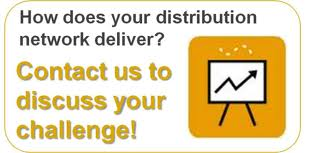 How does your distribution
network deliver?
Contact us to
discuss your
challenge!